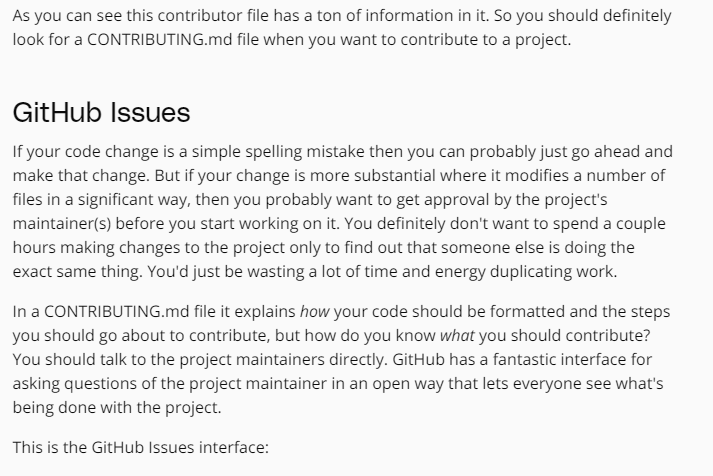 As you can see this contributor file has a ton of information in it. So you should definitely
look for a CONTRIBUTING.md file when you want to contribute to a project.
GitHub Issues
If your code change is a simple spelling mistake then you can probably just go ahead and
make that change. But if your change is more substantial where it modifies a number of
files in a significant way, then you probably want to get approval by the project's
maintainer(s) before you start working on it. You definitely don't want to spend a couple
hours making changes to the project only to find out that someone else is doing the
exact same thing. You'd just be wasting a lot of time and energy duplicating work.
In a CONTRIBUTING.md file it explains how your code should be formatted and the steps
you should go about to contribute, but how do you know what you should contribute?
You should talk to the project maintainers directly. GitHub has a fantastic interface for
asking questions of the project maintainer in an open way that lets everyone see what's
being done with the project.
This is the GitHub Issues interface: